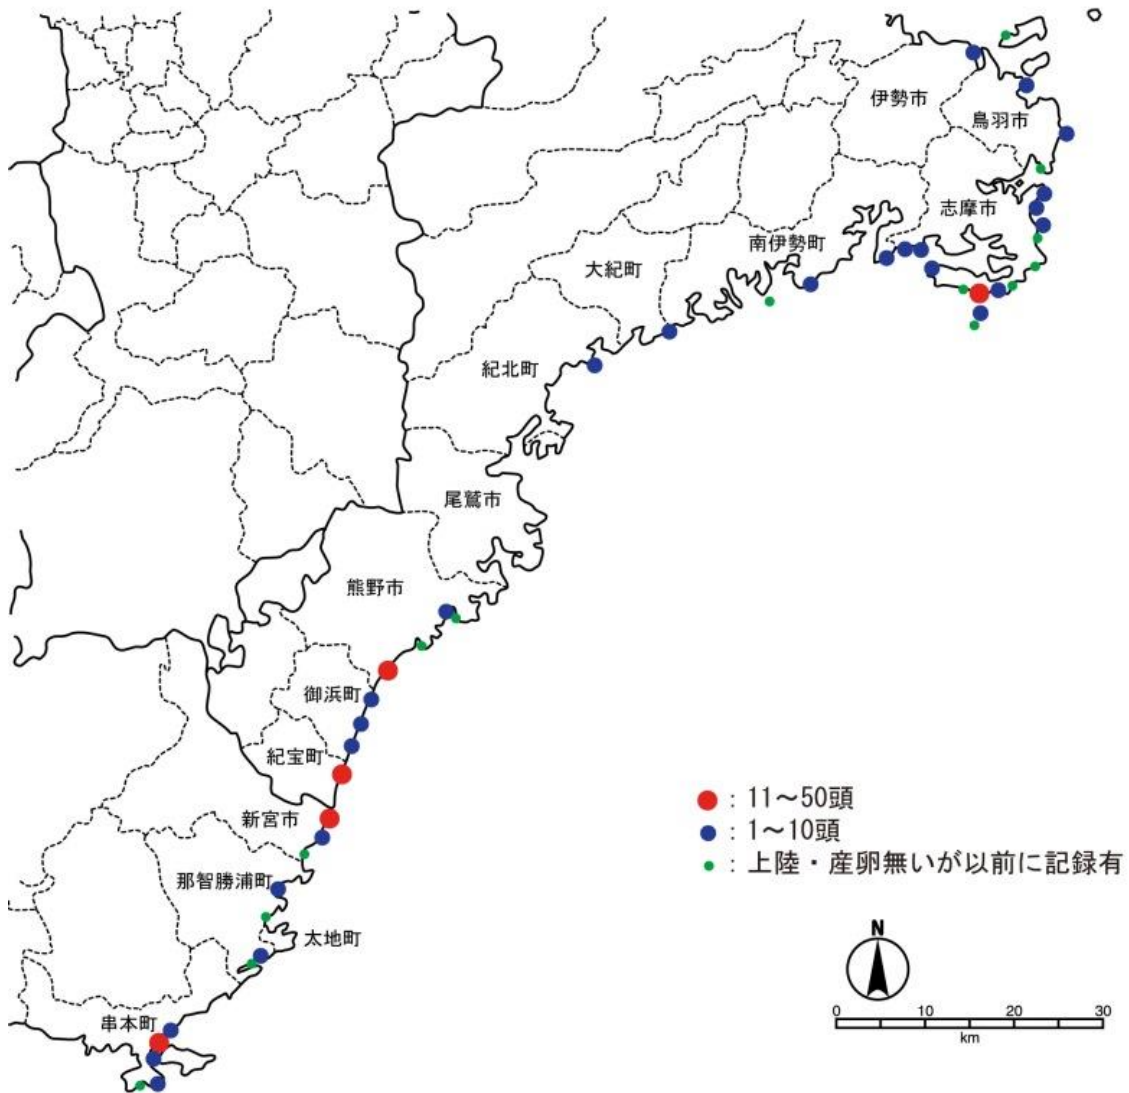 伊勢市
鳥羽市
志摩市
南伊勢町
大紀町
紀北町
尾鷲市
熊野市
御浜町
紀宝町
新宮市
那智勝浦町
太地町
串本町
: 11～50頭
: 1～10頭
: 上陸・産卵無いが以前に記録有
N
0 10 20 30
km